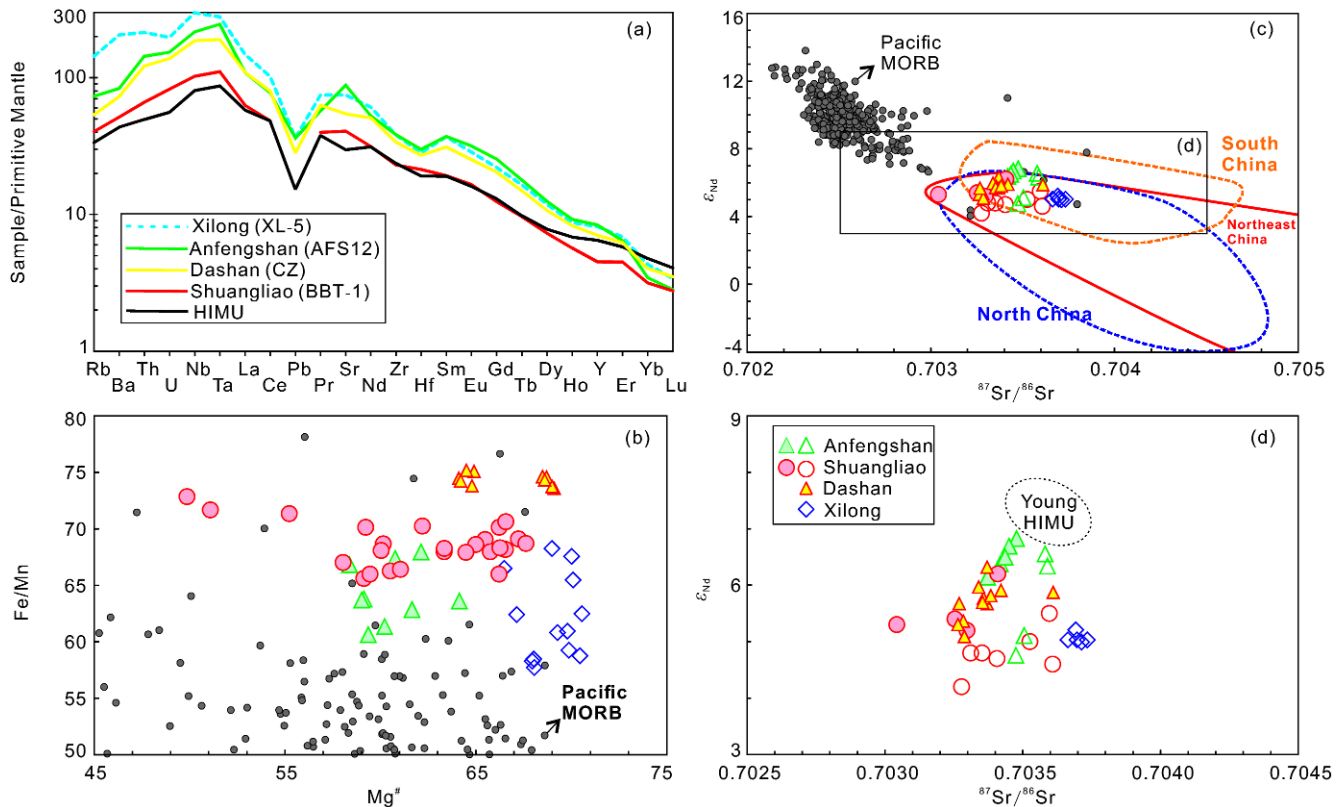 (a)
Sample/Primitive Mantle
300
100
10
1
Xilong (XL-5)
Anfengshan (AFS12)
Dashan (CZ)
Shuangliao (BBT-1)
HIMU
Rb Th Nb La Pb Sr Zr Sm Gd Dy Y Yb
Ba U Ta Ce Pr Nd Hf Eu Tb Ho Er Lu
(c)
εNd
16
12
8
4
0
-4
Pacific
MORB
(d)
South
China
Northeast
China
North China
0.702 0.703 0.704 0.705
⁸⁷Sr/⁸⁶Sr
(b)
Fe/Mn
80
75
70
65
60
55
50
Pacific
MORB
45 55 65 75
Mg#
(d)
εNd
9
6
3
Anfengshan
Shuangliao
Dashan
Xilong
Young
HIMU
0.7025 0.7030 0.7035 0.7040 0.7045
⁸⁷Sr/⁸⁶Sr